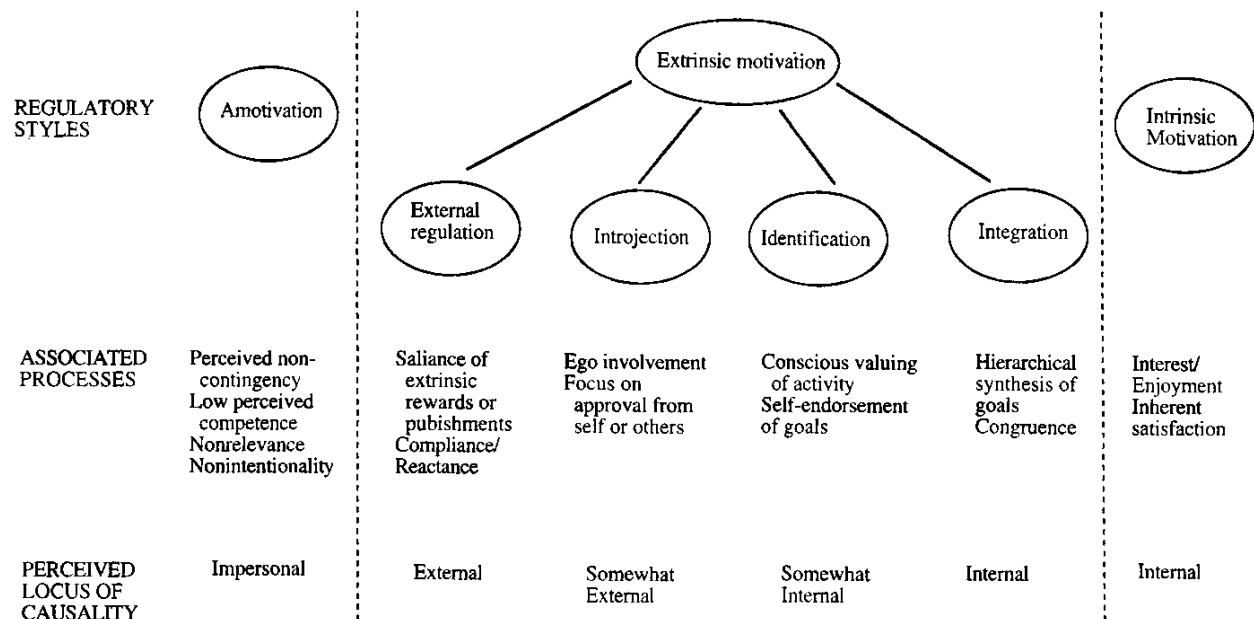 Extrinsic motivation
REGULATORY
STYLES
Amotivation
Intrinsic
Motivation
External
regulation
Introjection
Identification
Integration
ASSOCIATED
PROCESSES
Perceived non-
contingency
Low perceived
competence
Nonrelevance
Nonintentionality
Saliance of
extrinsic
rewards or
pubishments
Compliance/
Reactance
Ego involvement
Focus on
approval from
self or others
Conscious valuing
of activity
Self-endorsement
of goals
Hierarchical
synthesis of
goals
Congruence
Interest/
Enjoyment
Inherent
satisfaction
PERCEIVED
LOCUS OF
CAUSALITY
Impersonal
External
Somewhat
External
Somewhat
Internal
Internal
Internal